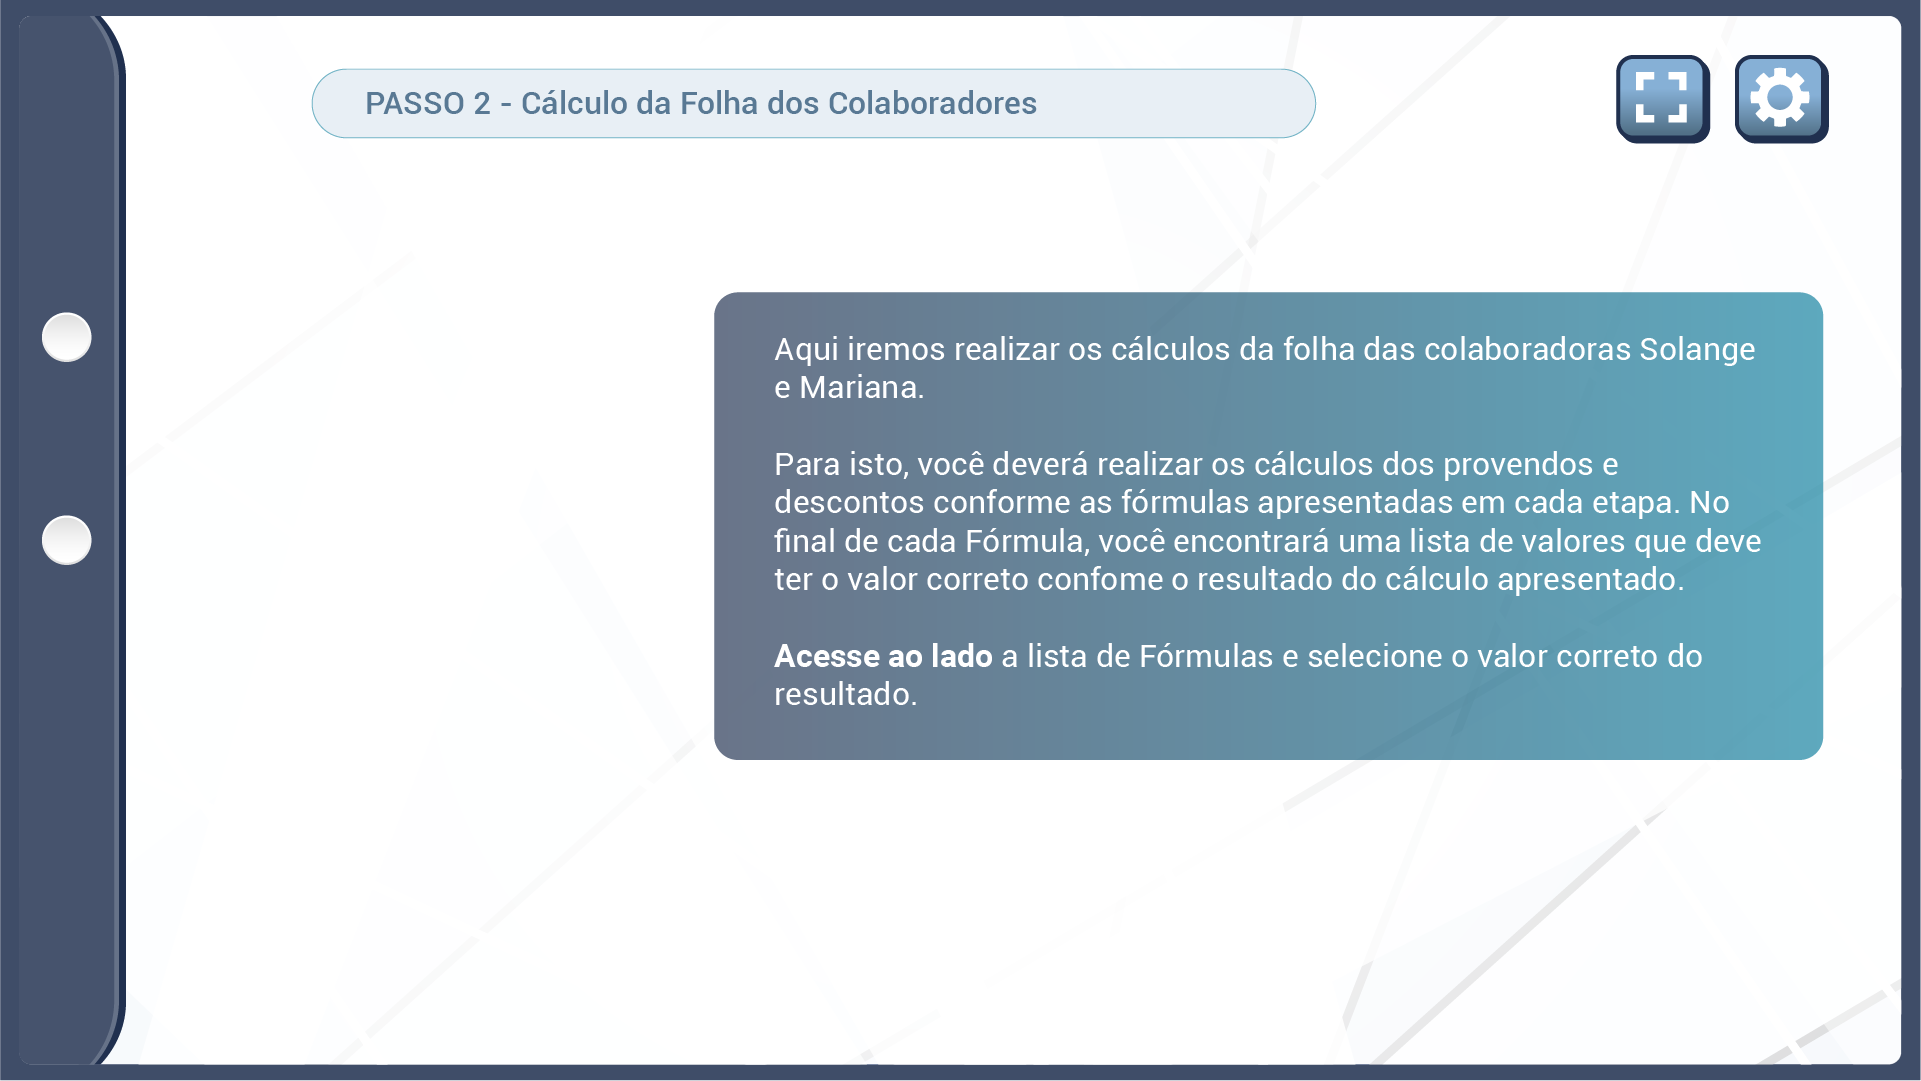 PASSO 2 - Cálculo da Folha dos Colaboradores
Aqui iremos realizar os cálculos da folha das colaboradoras Solange
e Mariana.
Para isto, você deverá realizar os cálculos dos provendos e
descontos conforme as fórmulas apresentadas em cada etapa. No
final de cada Fórmula, você encontrará uma lista de valores que deve
ter o valor correto confome o resultado do cálculo apresentado.
Acesse ao lado a lista de Fórmulas e selecione o valor correto do
resultado.